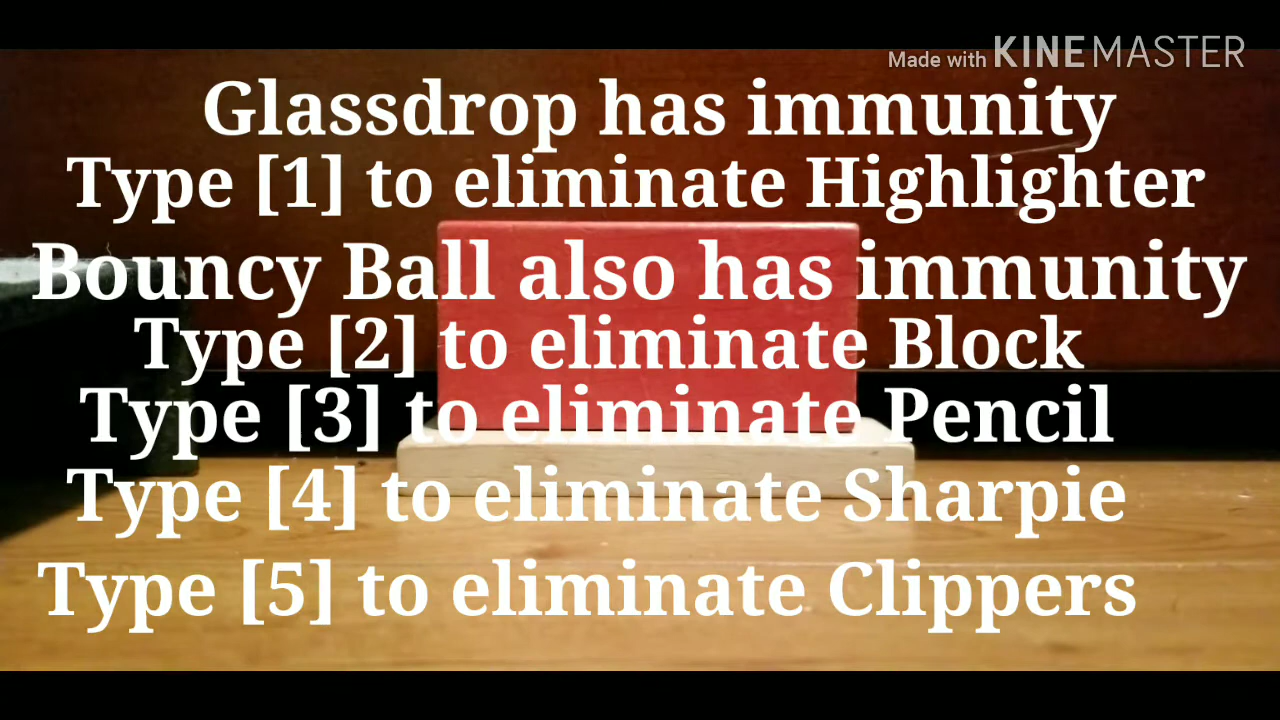 Made with KINEMASTER
Glassdrop has immunity
Type [1] to eliminate Highlighter
Bouncy Ball also has immunity
Type [2] to eliminate Block
Type [3] to eliminate Pencil
Type [4] to eliminate Sharpie
Type [5] to eliminate Clippers